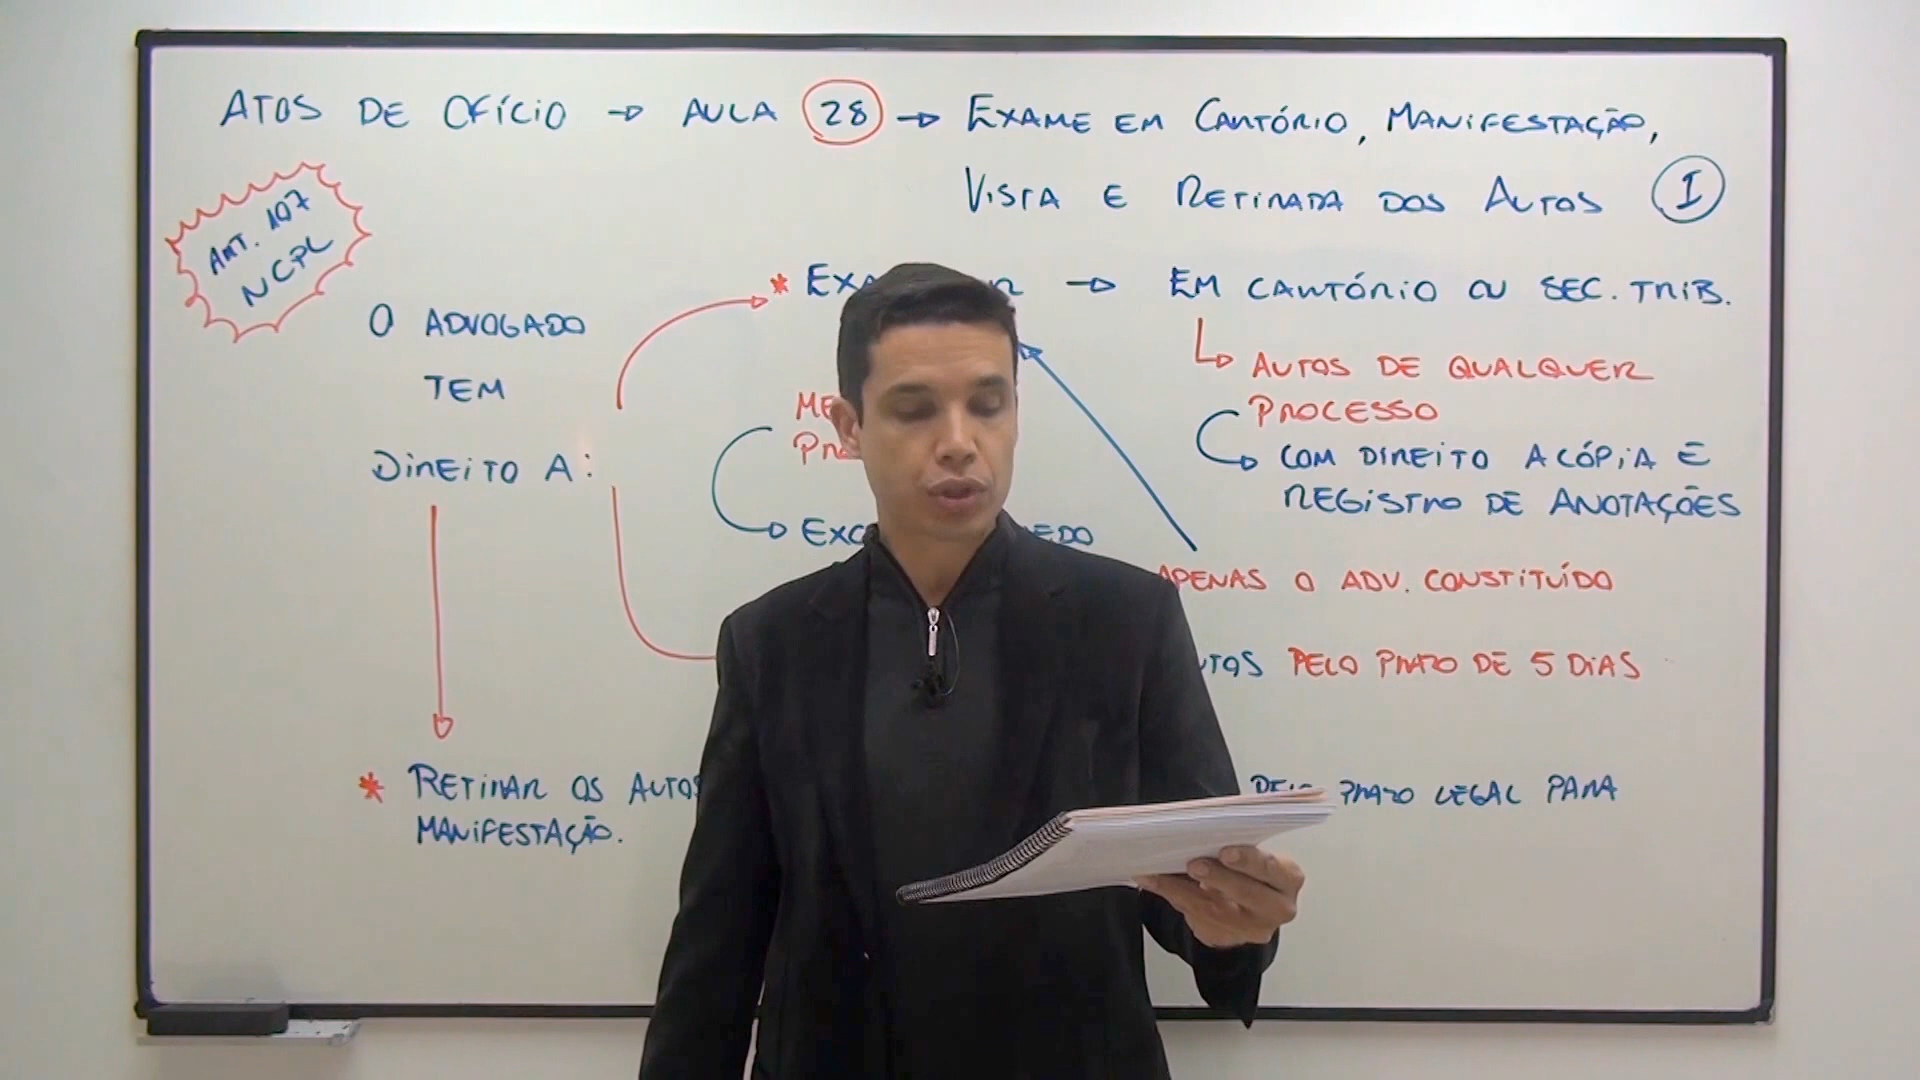 ATOS DE OFÍCIO → AULA 28 → EXAME EM CARTÓRIO, MANIFESTAÇÃO,
VISTA E RETIRADA DOS AUTOS I
ART. 107
NCPC
→ EM CARTÓRIO OU SEC. TRIB.
O ADVOGADO
TEM
DIREITO A:
AUTOS DE QUALQUER
PROCESSO
COM DIREITO A CÓPIA E
REGISTRO DE ANOTAÇÕES
APENAS O ADV. CONSTITUÍDO
PELO PRAZO DE 5 DIAS
* RETIRAR OS AUTOS
PELO PRAZO LEGAL PARA
MANIFESTAÇÃO.